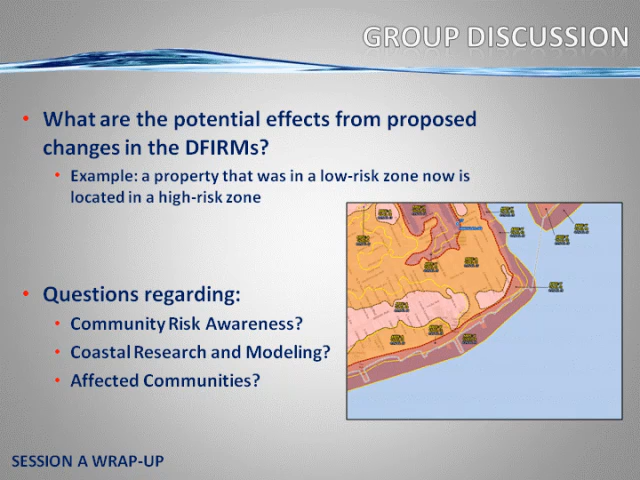 GROUP DISCUSSION
• What are the potential effects from proposed
changes in the DFIRMs?
• Example: a property that was in a low-risk zone now is
located in a high-risk zone
• Questions regarding:
• Community Risk Awareness?
• Coastal Research and Modeling?
• Affected Communities?
SESSION A WRAP-UP